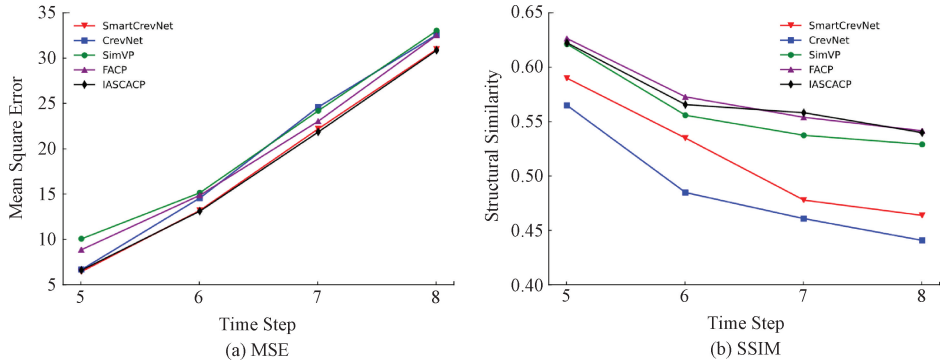 35
30
25
20
15
10
5
5
6
7
8
Mean Square Error
Time Step
SmartCrevNet
CrevNet
SimVP
FACP
IASCACP
(a) MSE
0.65
0.60
0.55
0.50
0.45
0.40
5
6
7
8
Structural Similarity
Time Step
SmartCrevNet
CrevNet
SimVP
FACP
IASCACP
(b) SSIM